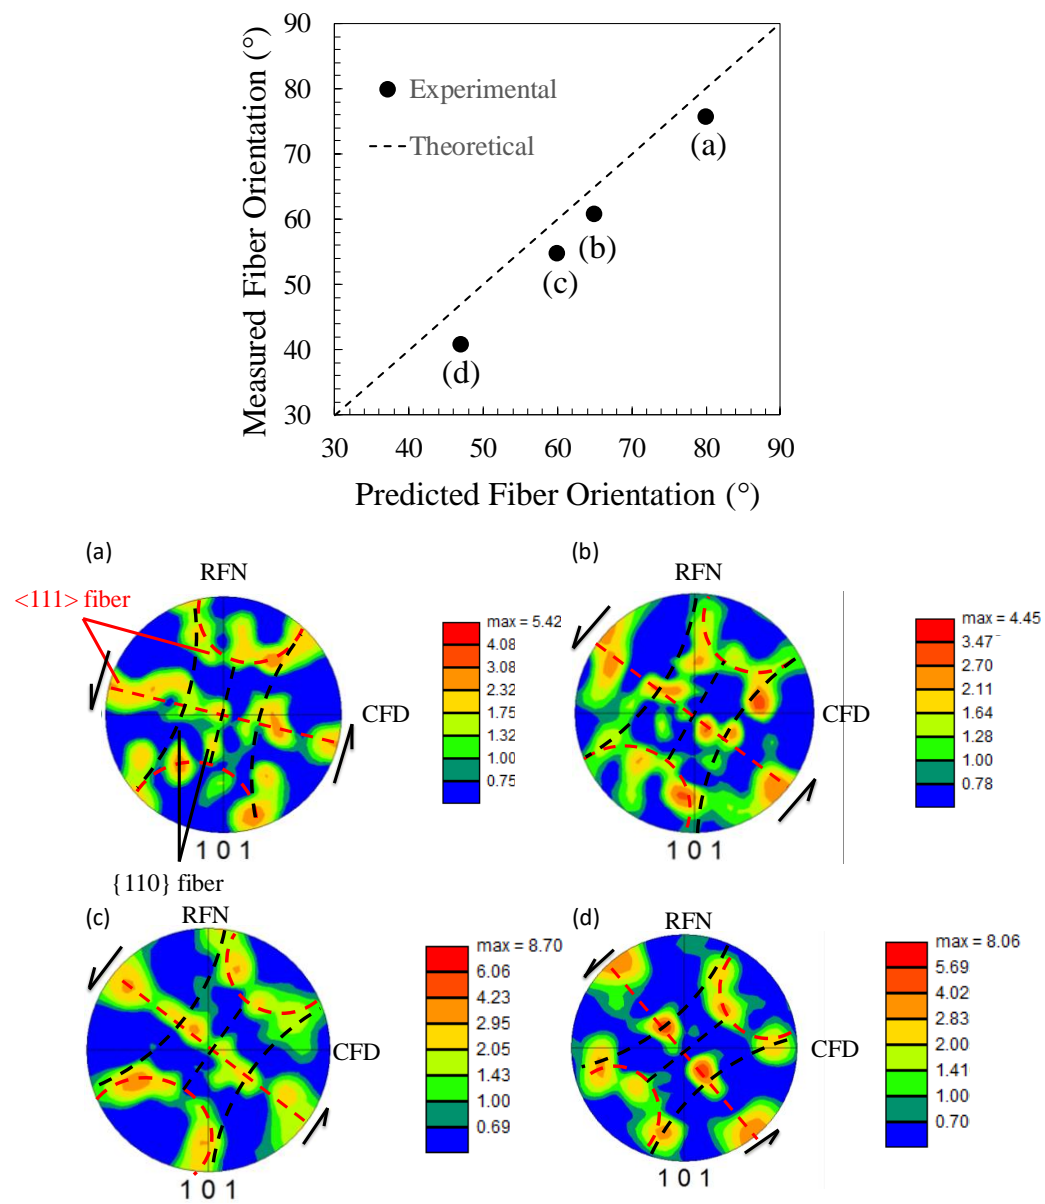 90
80
70
60
50
40
30
Measured Fiber Orientation (°)
Experimental
Theoretical
(a)
(b)
(c)
(d)
30 40 50 60 70 80 90
Predicted Fiber Orientation (°)
(a)
RFN
<111> fiber
CFD
1 0 1
{110} fiber
max = 5.42
4.08
3.08
2.32
1.75
1.32
1.00
0.75
(b)
RFN
CFD
1 0 1
max = 4.45
3.47
2.70
2.11
1.64
1.28
1.00
0.78
(c)
RFN
CFD
1 0 1
max = 8.70
6.06
4.23
2.95
2.05
1.43
1.00
0.69
(d)
RFN
CFD
1 0 1
max = 8.06
5.69
4.02
2.83
2.00
1.41
1.00
0.70